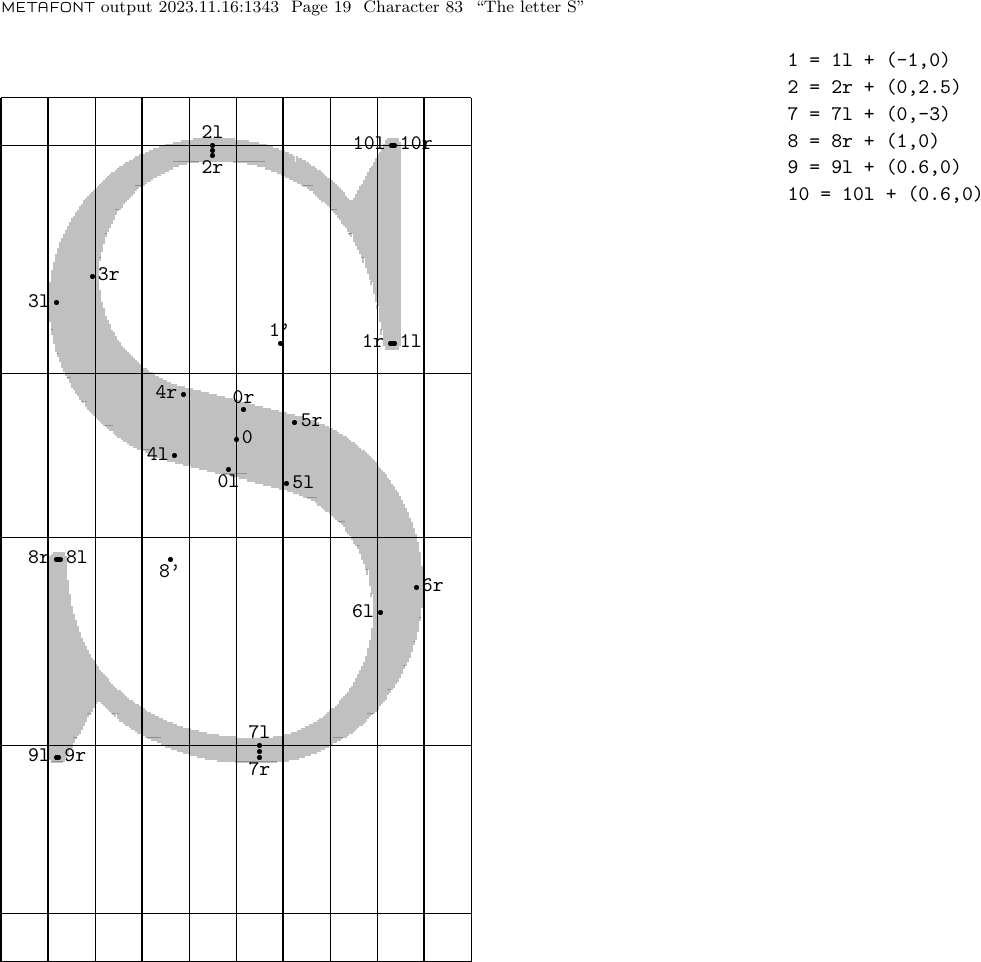 METAFONT output 2023.11.16:1343 Page 19 Character 83 “The letter S”
1 = 1l + (-1,0)
2 = 2r + (0,2.5)
7 = 7l + (0,-3)
8 = 8r + (1,0)
9 = 9l + (0.6,0)
10 = 10l + (0.6,0)
2l
10l 10r
2r
3r
3l
1’
1r 1l
4r 0r
5r
0
4l
0l 5l
8r 8l
8’
6r
6l
7l
9l 9r
7r